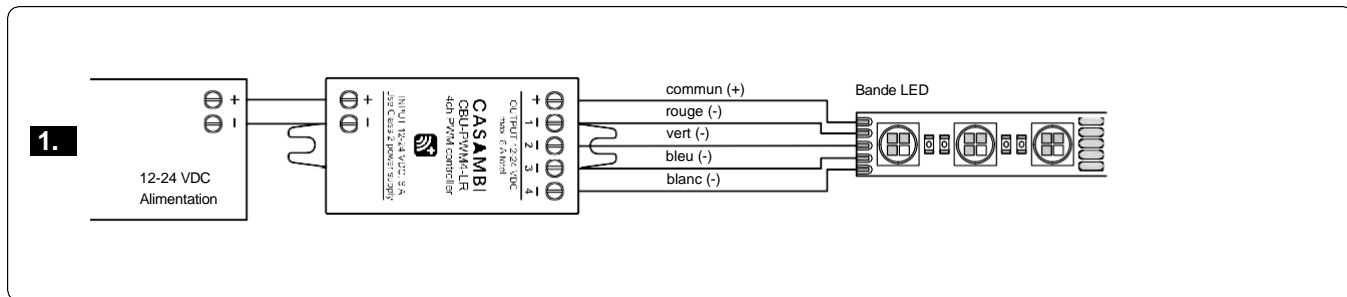 1.
12-24 VDC
Alimentation
+
-
+
-
INPUT 12-24 VDC, 6 A
Use Class 2 power supply
CASAMBI
CBU-PWM4-LR
4ch PWM controller
OUTPUT 12-24 VDC
max. 6 A total
+
1 -
2 -
3 -
4 -
commun (+)
rouge (-)
vert (-)
bleu (-)
blanc (-)
Bande LED